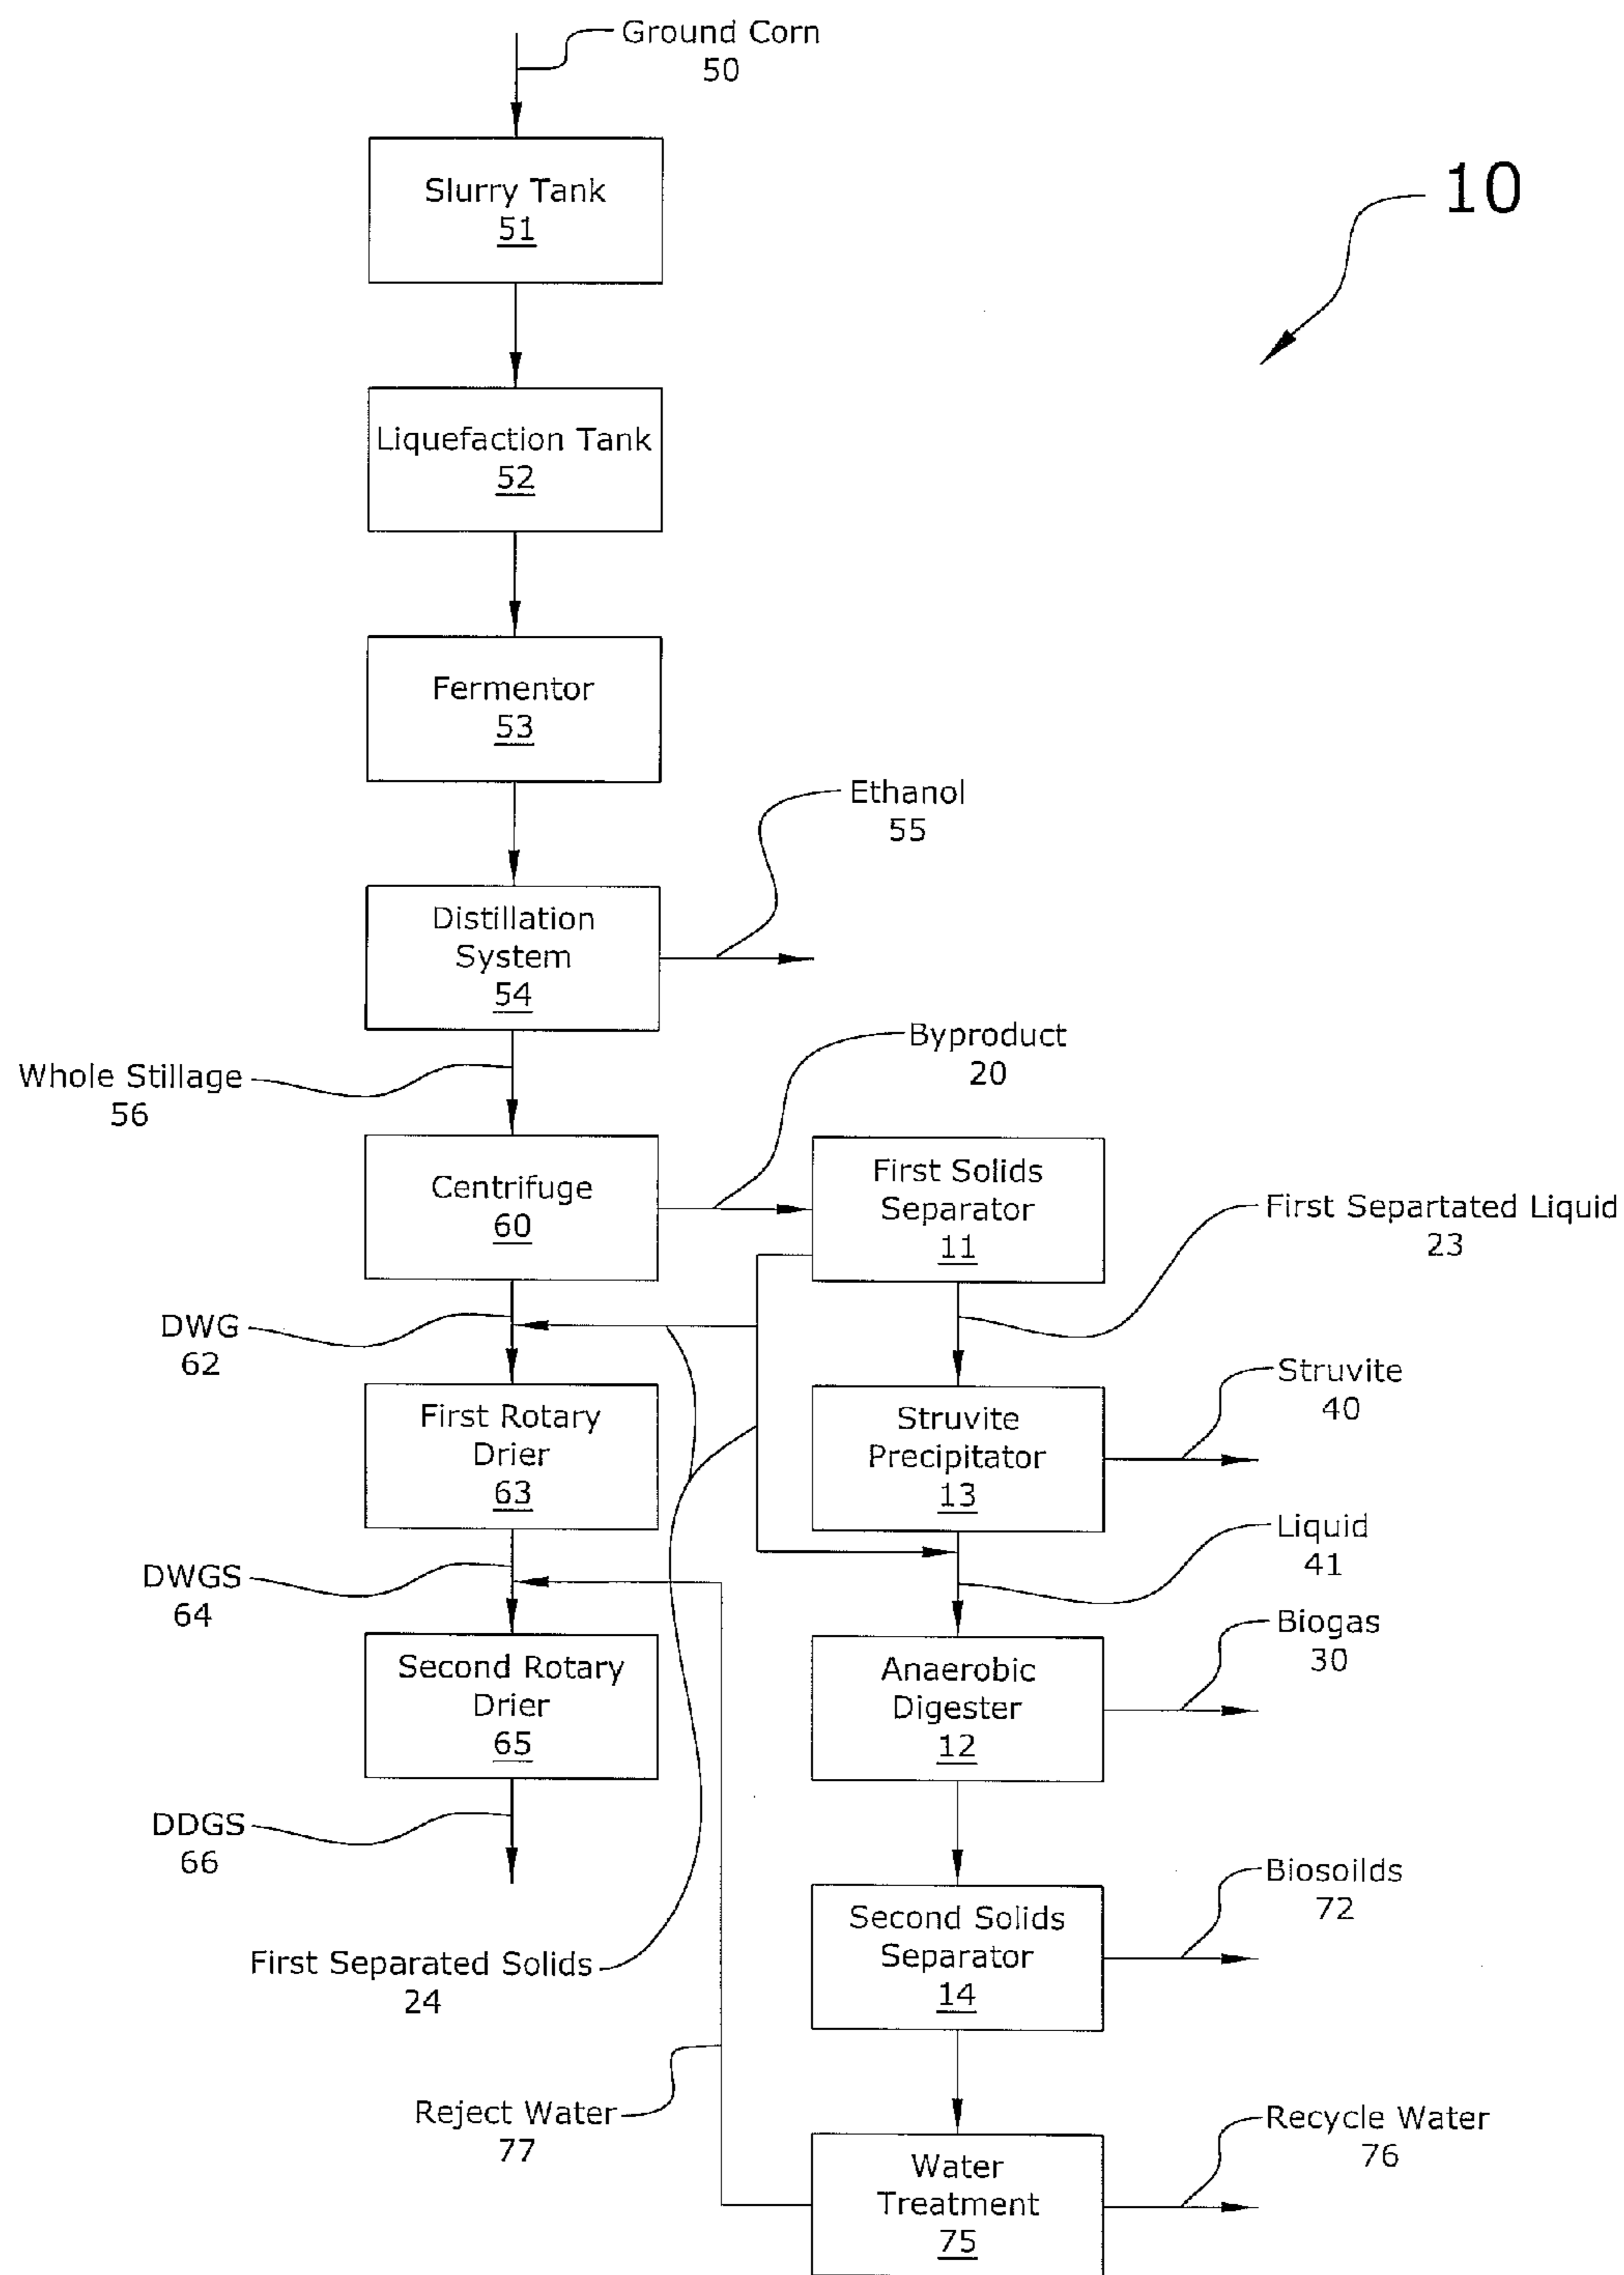 Ground Corn
50
10
Slurry Tank
51
Liquefaction Tank
52
Fermentor
53
Ethanol
55
Distillation
System
54
Byproduct
20
Whole Stillage
56
Centrifuge
60
First Solids
Separator
11
First Separtated Liquid
23
DWG
62
Struvite
40
First Rotary
Drier
63
Struvite
Precipitator
13
Liquid
41
DWGS
64
Biogas
30
Second Rotary
Drier
65
Anaerobic
Digester
12
DDGS
66
Biosoilds
72
Second Solids
Separator
14
First Separated Solids
24
Reject Water
77
Recycle Water
76
Water
Treatment
75